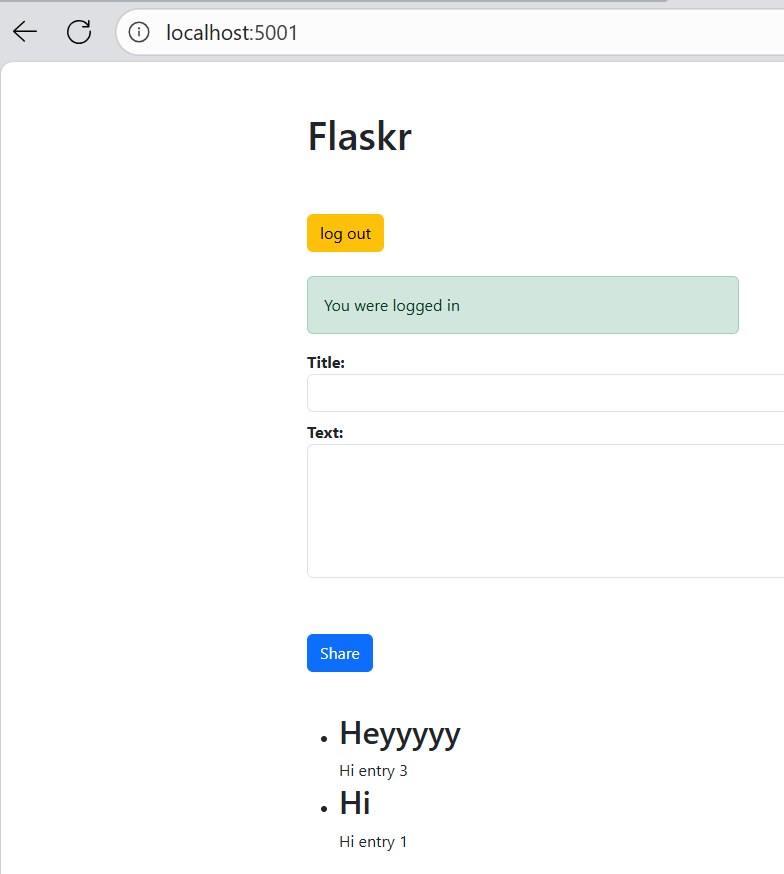 localhost:5001
Flaskr
log out
You were logged in
Title:
Text:
Share
Heyyyyy
Hi entry 3
Hi
Hi entry 1